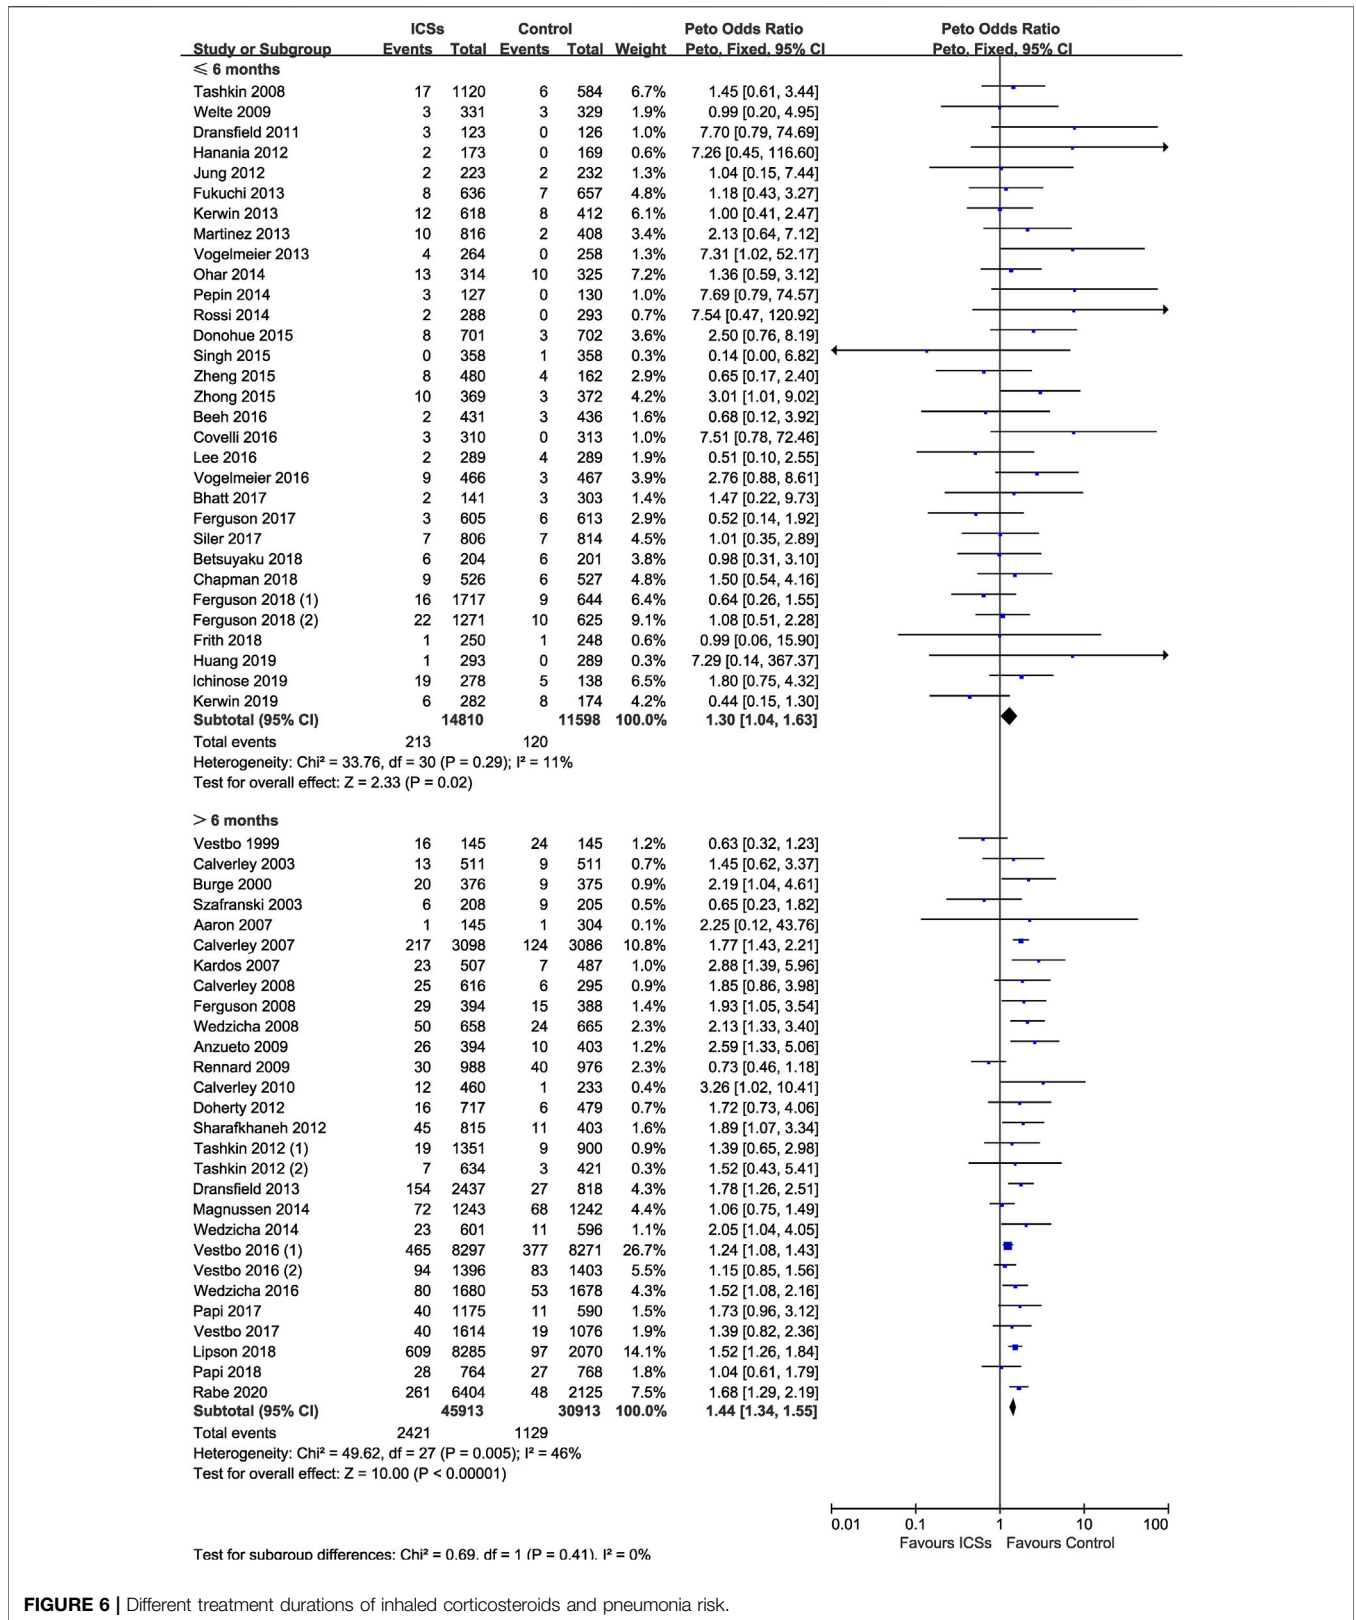 ICSs Control Peto Odds Ratio Peto Odds Ratio
Study or Subgroup Events Total Events Total Weight Peto, Fixed, 95% CI Peto, Fixed, 95% CI
⩽ 6 months
Tashkin 2008 17 1120 6 584 6.7% 1.45 [0.61, 3.44]
Welte 2009 3 331 3 329 1.9% 0.99 [0.20, 4.95]
Dransfield 2011 3 123 0 126 1.0% 7.70 [0.79, 74.69]
Hanania 2012 2 173 0 169 0.6% 7.26 [0.45, 116.60]
Jung 2012 2 223 2 232 1.3% 1.04 [0.15, 7.44]
Fukuchi 2013 8 636 7 657 4.8% 1.18 [0.43, 3.27]
Kerwin 2013 12 618 8 412 6.1% 1.00 [0.41, 2.47]
Martinez 2013 10 816 2 408 3.4% 2.13 [0.64, 7.12]
Vogelmeier 2013 4 264 0 258 1.3% 7.31 [1.02, 52.17]
Ohar 2014 13 314 10 325 7.2% 1.36 [0.59, 3.12]
Pepin 2014 3 127 0 130 1.0% 7.69 [0.79, 74.57]
Rossi 2014 2 288 0 293 0.7% 7.54 [0.47, 120.92]
Donohue 2015 8 701 3 702 3.6% 2.50 [0.76, 8.19]
Singh 2015 0 358 1 358 0.3% 0.14 [0.00, 6.82]
Zheng 2015 8 480 4 162 2.9% 0.65 [0.17, 2.40]
Zhong 2015 10 369 3 372 4.2% 3.01 [1.01, 9.02]
Beeh 2016 2 431 3 436 1.6% 0.68 [0.12, 3.92]
Covelli 2016 3 310 0 313 1.0% 7.51 [0.78, 72.46]
Lee 2016 2 289 4 289 1.9% 0.51 [0.10, 2.55]
Vogelmeier 2016 9 466 3 467 3.9% 2.76 [0.88, 8.61]
Bhatt 2017 2 141 3 303 1.4% 1.47 [0.22, 9.73]
Ferguson 2017 3 605 6 613 2.9% 0.52 [0.14, 1.92]
Siler 2017 7 806 7 814 4.5% 1.01 [0.35, 2.89]
Betsuyaku 2018 6 204 6 201 3.8% 0.98 [0.31, 3.10]
Chapman 2018 9 526 6 527 4.8% 1.50 [0.54, 4.16]
Ferguson 2018 (1) 16 1717 9 644 6.4% 0.64 [0.26, 1.55]
Ferguson 2018 (2) 22 1271 10 625 9.1% 1.08 [0.51, 2.28]
Frith 2018 1 250 1 248 0.6% 0.99 [0.06, 15.90]
Huang 2019 1 293 0 289 0.3% 7.29 [0.14, 367.37]
Ichinose 2019 19 278 5 138 6.5% 1.80 [0.75, 4.32]
Kerwin 2019 6 282 8 174 4.2% 0.44 [0.15, 1.30]
Subtotal (95% CI) 14810 11598 100.0% 1.30 [1.04, 1.63]
Total events 213 120
Heterogeneity: Chi² = 33.76, df = 30 (P = 0.29); I² = 11%
Test for overall effect: Z = 2.33 (P = 0.02)
> 6 months
Vestbo 1999 16 145 24 145 1.2% 0.63 [0.32, 1.23]
Calverley 2003 13 511 9 511 0.7% 1.45 [0.62, 3.37]
Burge 2000 20 376 9 375 0.9% 2.19 [1.04, 4.61]
Szafranski 2003 6 208 9 205 0.5% 0.65 [0.23, 1.82]
Aaron 2007 1 145 1 304 0.1% 2.25 [0.12, 43.76]
Calverley 2007 217 3098 124 3086 10.8% 1.77 [1.43, 2.21]
Kardos 2007 23 507 7 487 1.0% 2.88 [1.39, 5.96]
Calverley 2008 25 616 6 295 0.9% 1.85 [0.86, 3.98]
Ferguson 2008 29 394 15 388 1.4% 1.93 [1.05, 3.54]
Wedzicha 2008 50 658 24 665 2.3% 2.13 [1.33, 3.40]
Anzueto 2009 26 394 10 403 1.2% 2.59 [1.33, 5.06]
Rennard 2009 30 988 40 976 2.3% 0.73 [0.46, 1.18]
Calverley 2010 12 460 1 233 0.4% 3.26 [1.02, 10.41]
Doherty 2012 16 717 6 479 0.7% 1.72 [0.73, 4.06]
Sharafkhaneh 2012 45 815 11 403 1.6% 1.89 [1.07, 3.34]
Tashkin 2012 (1) 19 1351 9 900 0.9% 1.39 [0.65, 2.98]
Tashkin 2012 (2) 7 634 3 421 0.3% 1.52 [0.43, 5.41]
Dransfield 2013 154 2437 27 818 4.3% 1.78 [1.26, 2.51]
Magnussen 2014 72 1243 68 1242 4.4% 1.06 [0.75, 1.49]
Wedzicha 2014 23 601 11 596 1.1% 2.05 [1.04, 4.05]
Vestbo 2016 (1) 465 8297 377 8271 26.7% 1.24 [1.08, 1.43]
Vestbo 2016 (2) 94 1396 83 1403 5.5% 1.15 [0.85, 1.56]
Wedzicha 2016 80 1680 53 1678 4.3% 1.52 [1.08, 2.16]
Papi 2017 40 1175 11 590 1.5% 1.73 [0.96, 3.12]
Vestbo 2017 40 1614 19 1076 1.9% 1.39 [0.82, 2.36]
Lipson 2018 609 8285 97 2070 14.1% 1.52 [1.26, 1.84]
Papi 2018 28 764 27 768 1.8% 1.04 [0.61, 1.79]
Rabe 2020 261 6404 48 2125 7.5% 1.68 [1.29, 2.19]
Subtotal (95% CI) 45913 30913 100.0% 1.44 [1.34, 1.55]
Total events 2421 1129
Heterogeneity: Chi² = 49.62, df = 27 (P = 0.005); I² = 46%
Test for overall effect: Z = 10.00 (P < 0.00001)
0.01 0.1 1 10 100
Favours ICSs Favours Control
Test for subgroup differences: Chi² = 0.69, df = 1 (P = 0.41), I² = 0%
FIGURE 6 | Different treatment durations of inhaled corticosteroids and pneumonia risk.